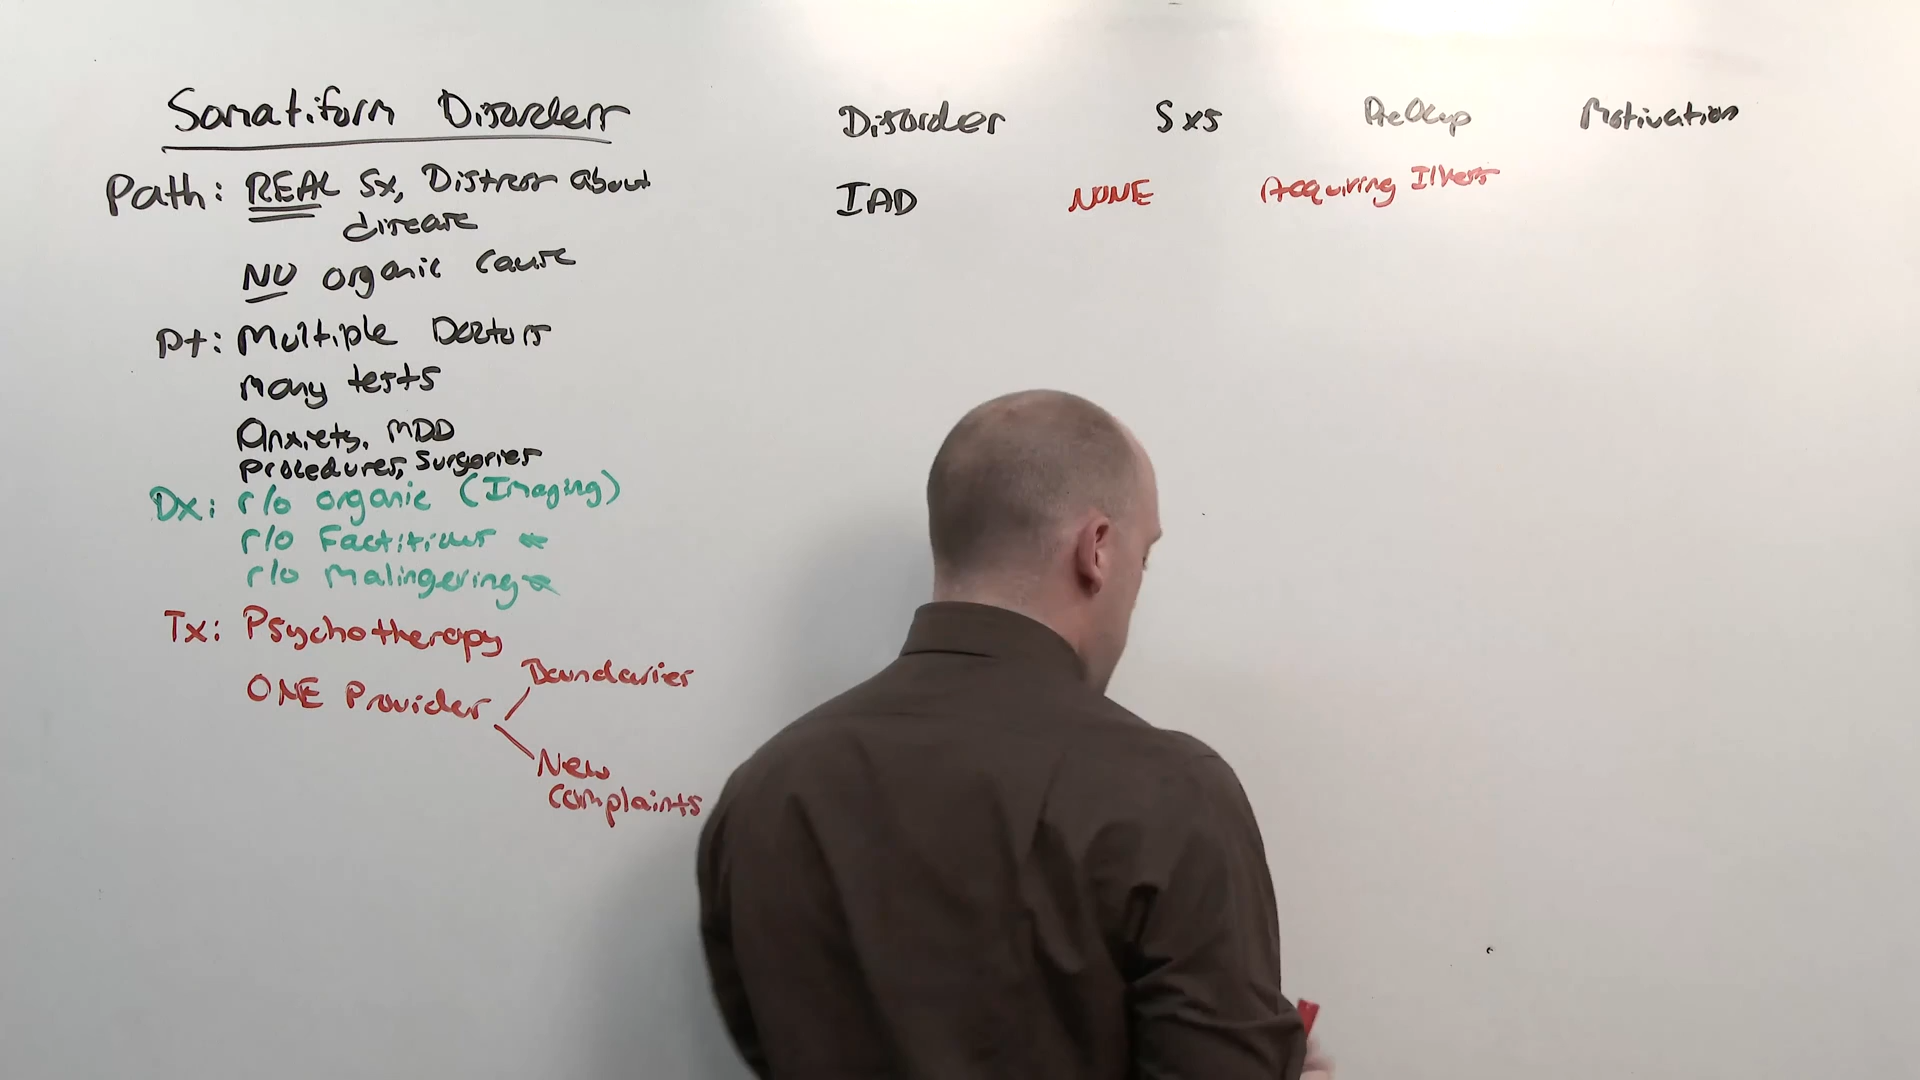 Somatiform Disorders
Path: REAL Sx, Distress about
disease
NO organic cause
Pt: Multiple Doctors
Many tests
Anxiety, MDD
Procedures, Surgeries
Dx: r/o organic (Imaging)
r/o Factitious *
r/o Malingering *
Tx: Psychotherapy
ONE Provider
Boundaries
New
Complaints
Disorder Sxs PreOcup Motivation
IAD NONE Acquiring Illness